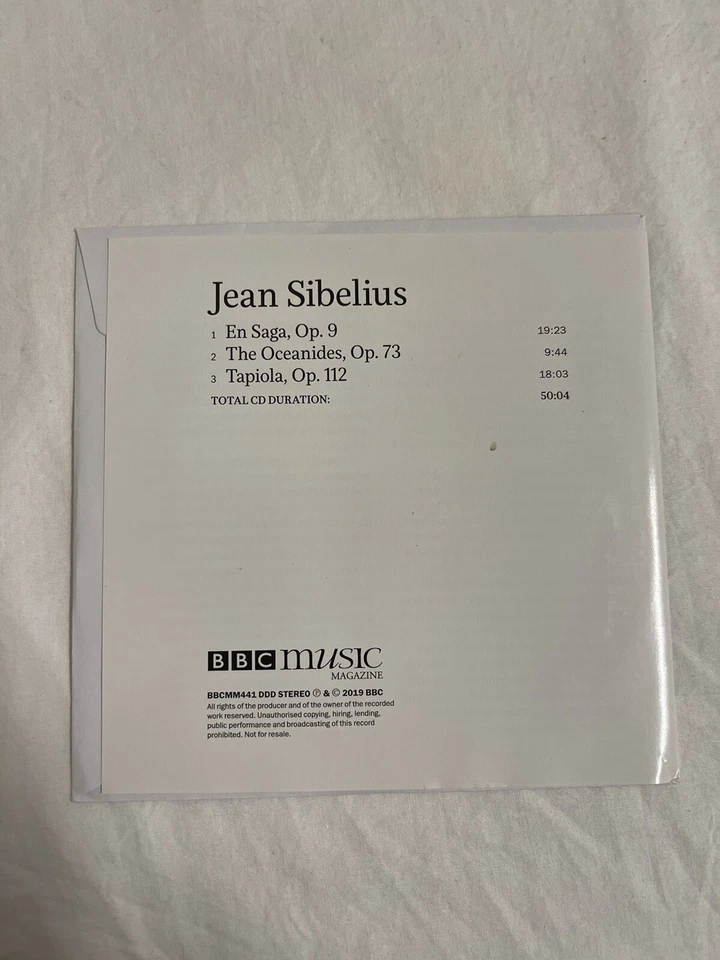 Jean Sibelius
1 En Saga, Op. 9 19:23
2 The Oceanides, Op. 73 9:44
3 Tapiola, Op. 112 18:03
TOTAL CD DURATION: 50:04
BBC music
MAGAZINE
BBCMM441 DDD STEREO ℗ & © 2019 BBC
All rights of the producer and of the owner of the recorded
work reserved. Unauthorised copying, hiring, lending,
public performance and broadcasting of this record
prohibited. Not for resale.